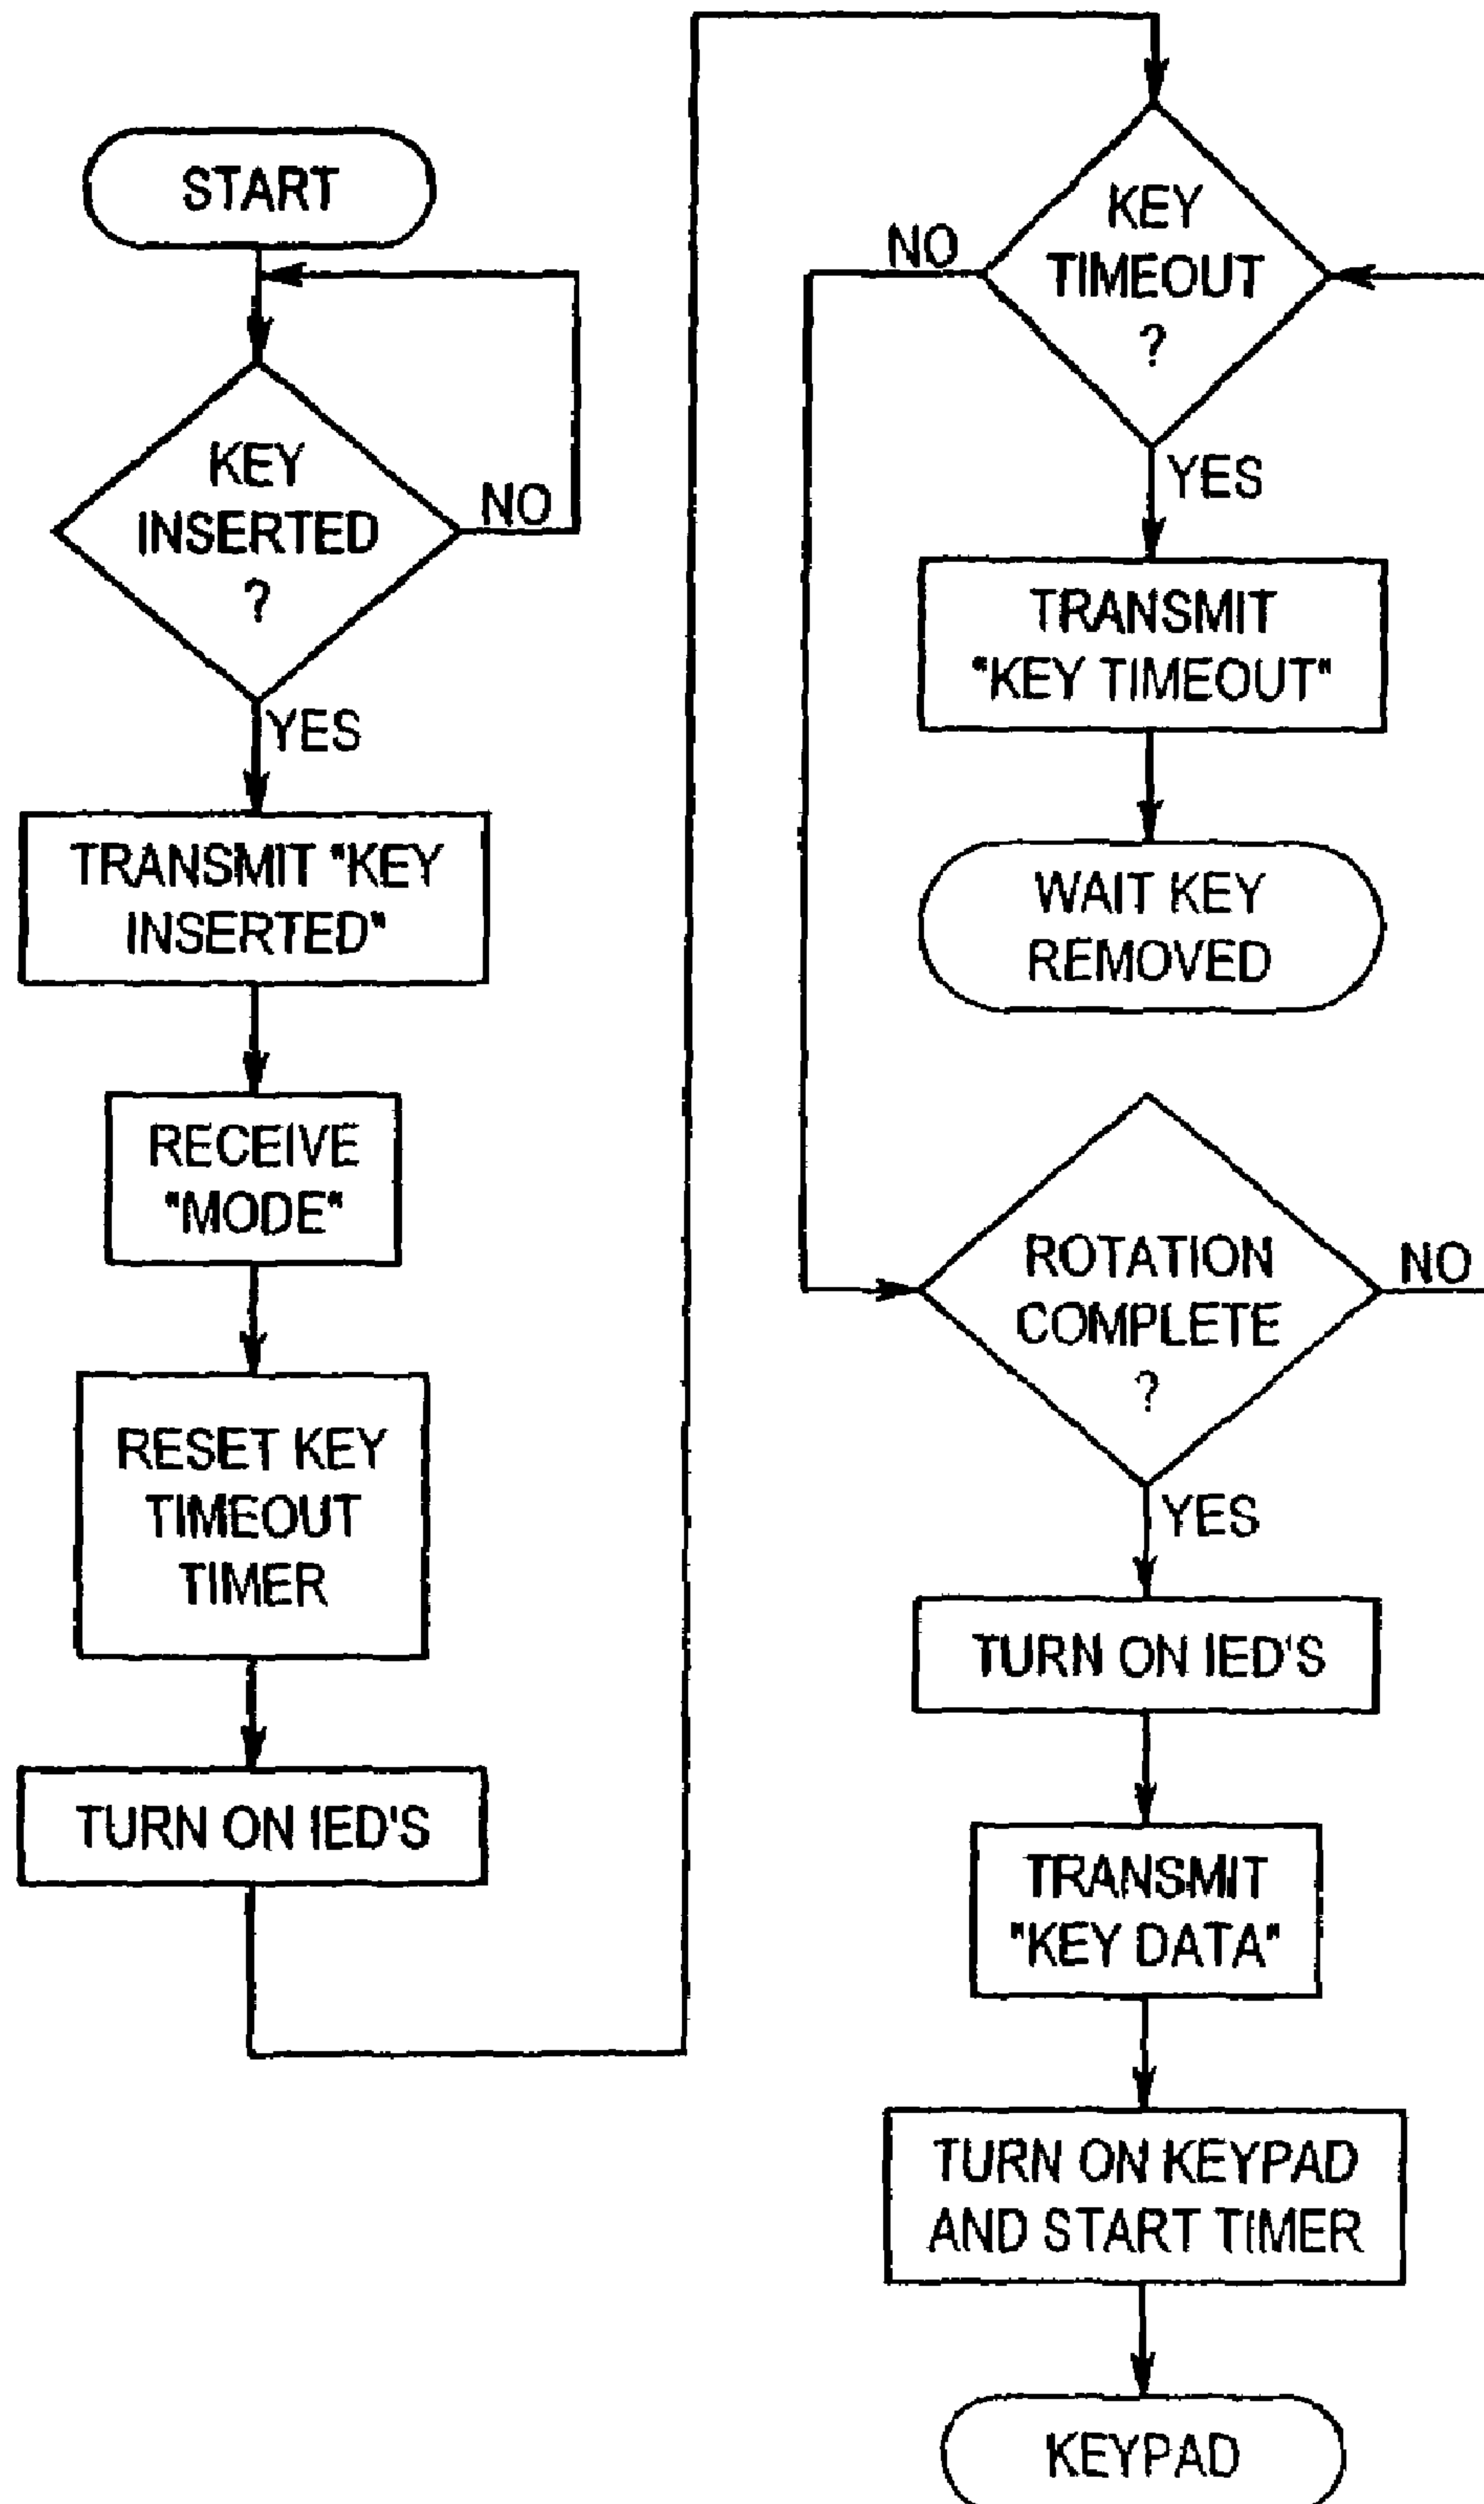 START
KEY
INSERTED
?
NO
YES
TRANSMIT "KEY
INSERTED"
RECEIVE
"MODE"
RESET KEY
TIMEOUT
TIMER
TURN ON IED'S
KEY
TIMEOUT
?
NO
YES
TRANSMIT
"KEY TIMEOUT"
WAIT KEY
REMOVED
ROTATION
COMPLETE
?
NO
YES
TURN ON IED'S
TRANSMIT
"KEY DATA"
TURN ON KEYPAD
AND START TIMER
KEYPAD